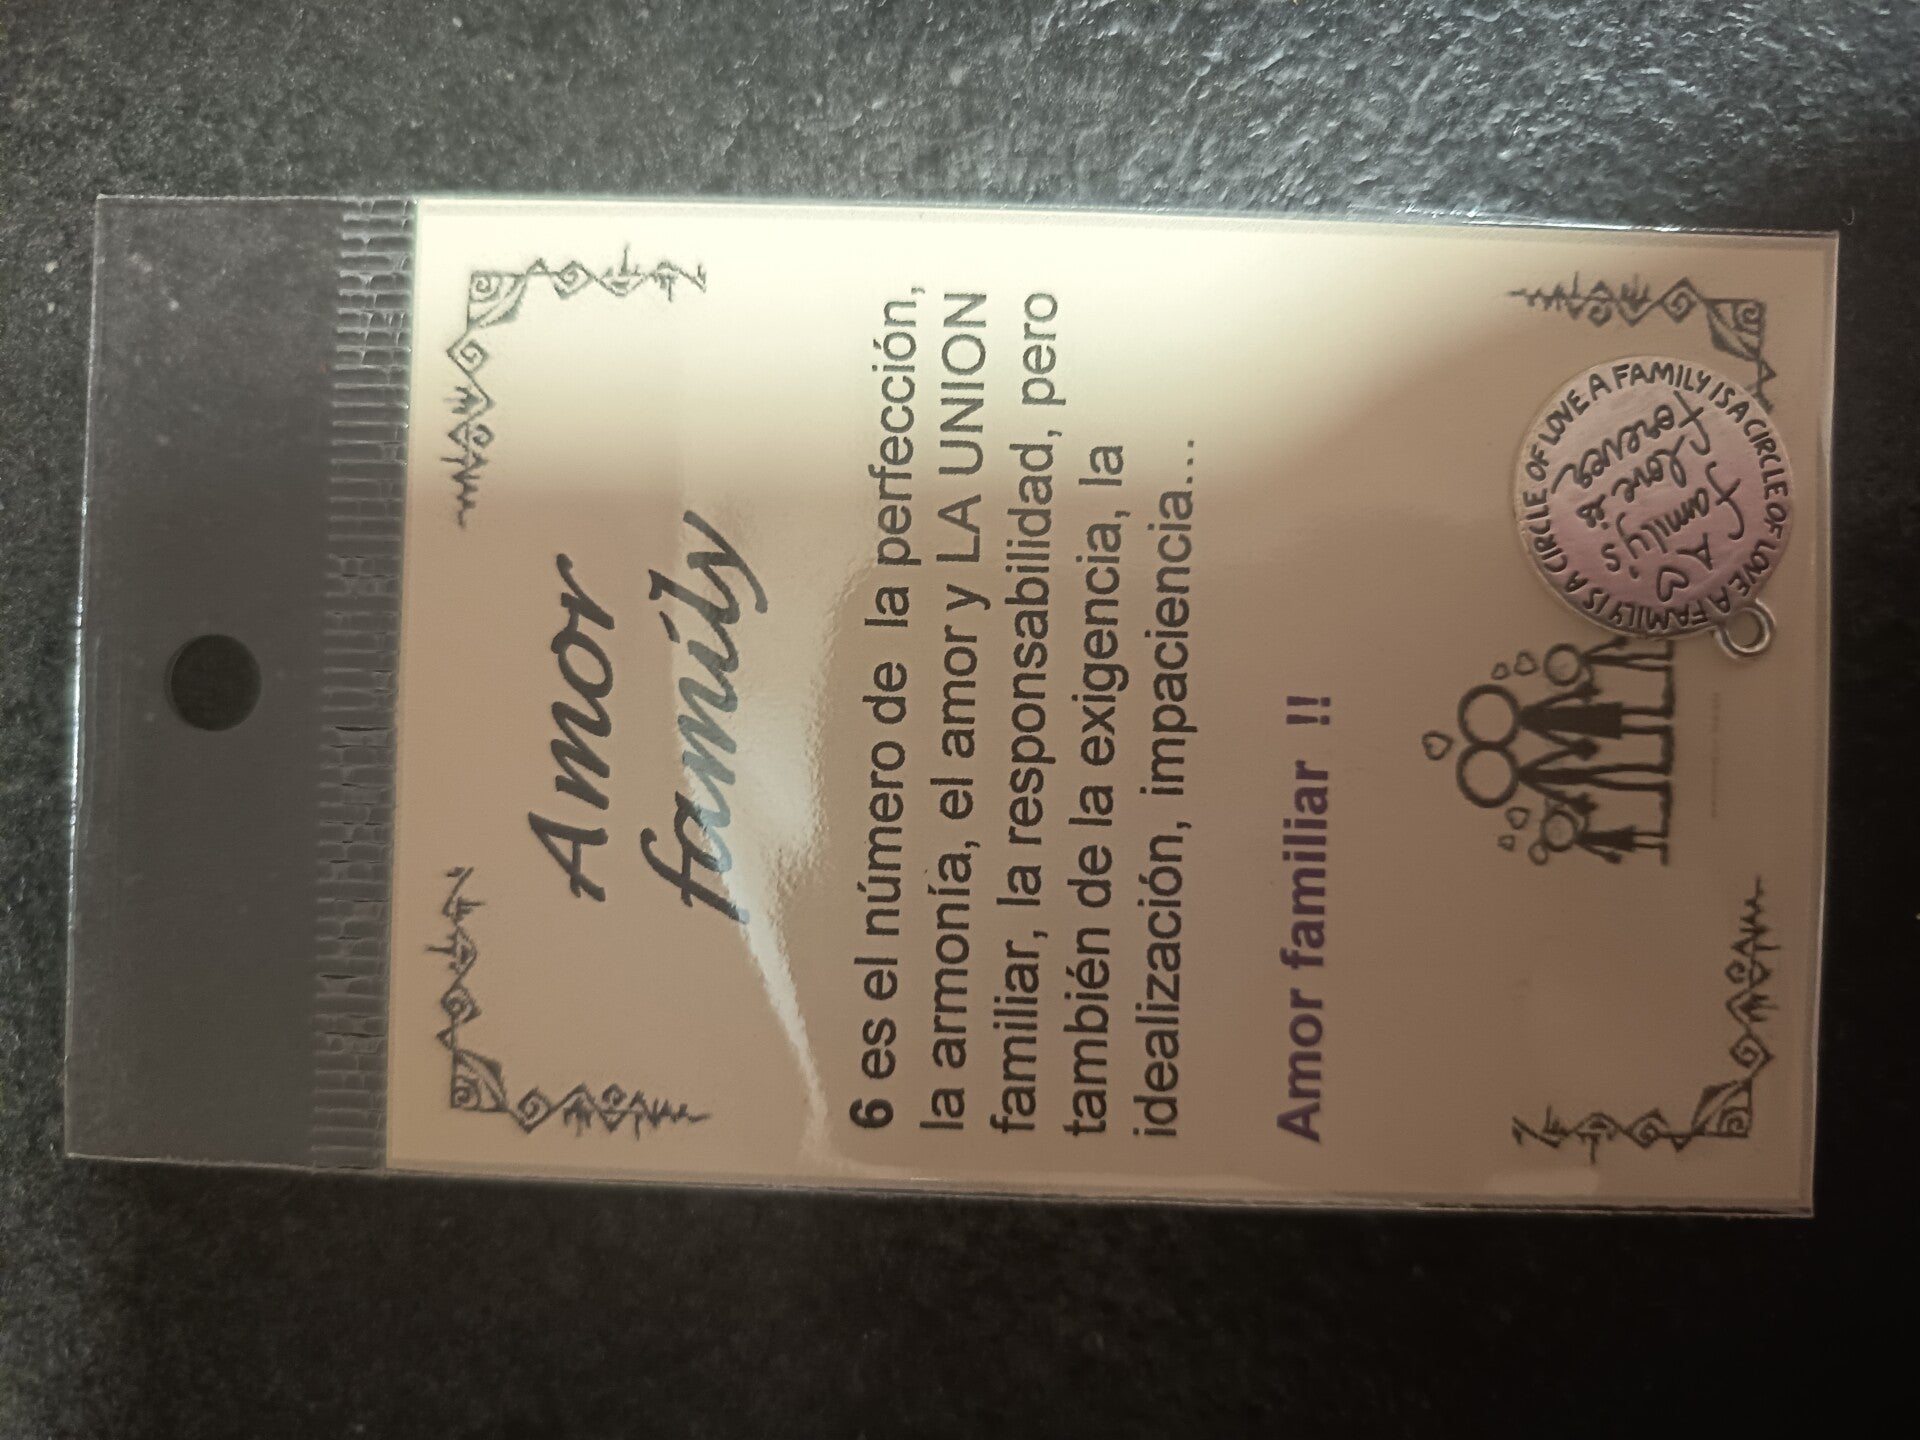 Amor
family
6 es el número de la perfección,
la armonía, el amor y LA UNION
familiar, la responsabilidad, pero
también de la exigencia, la
idealización, impaciencia...
Amor familiar !!
A FAMILY IS A CIRCLE OF LOVE A FAMILY IS A CIRCLE OF LOVE
A
family's
love is
forever